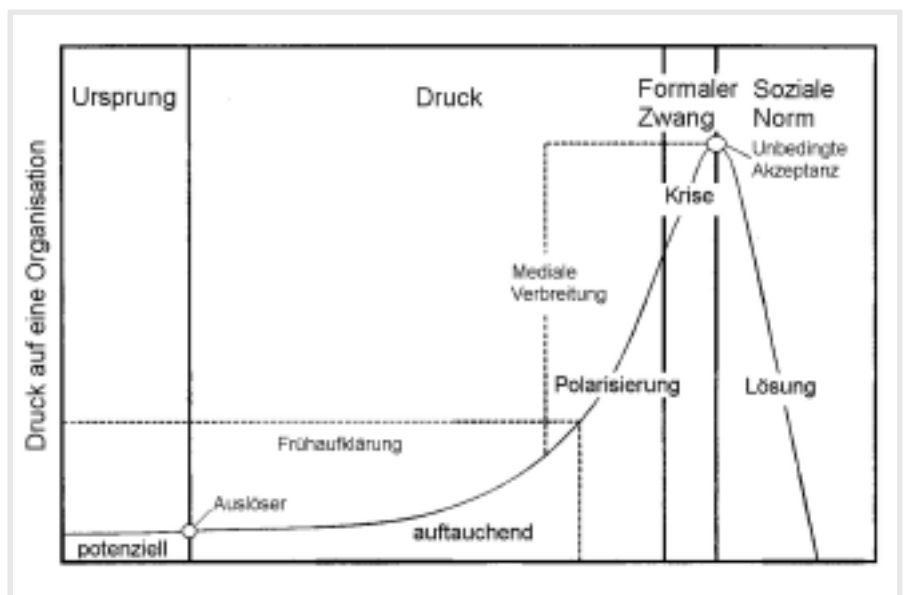 Ursprung
Druck
Formaler
Zwang
Soziale
Norm
Unbedingte
Akzeptanz
Krise
Druck auf eine Organisation
Mediale
Verbreitung
Polarisierung
Lösung
Frühaufklärung
Auslöser
auftauchend
potenziell